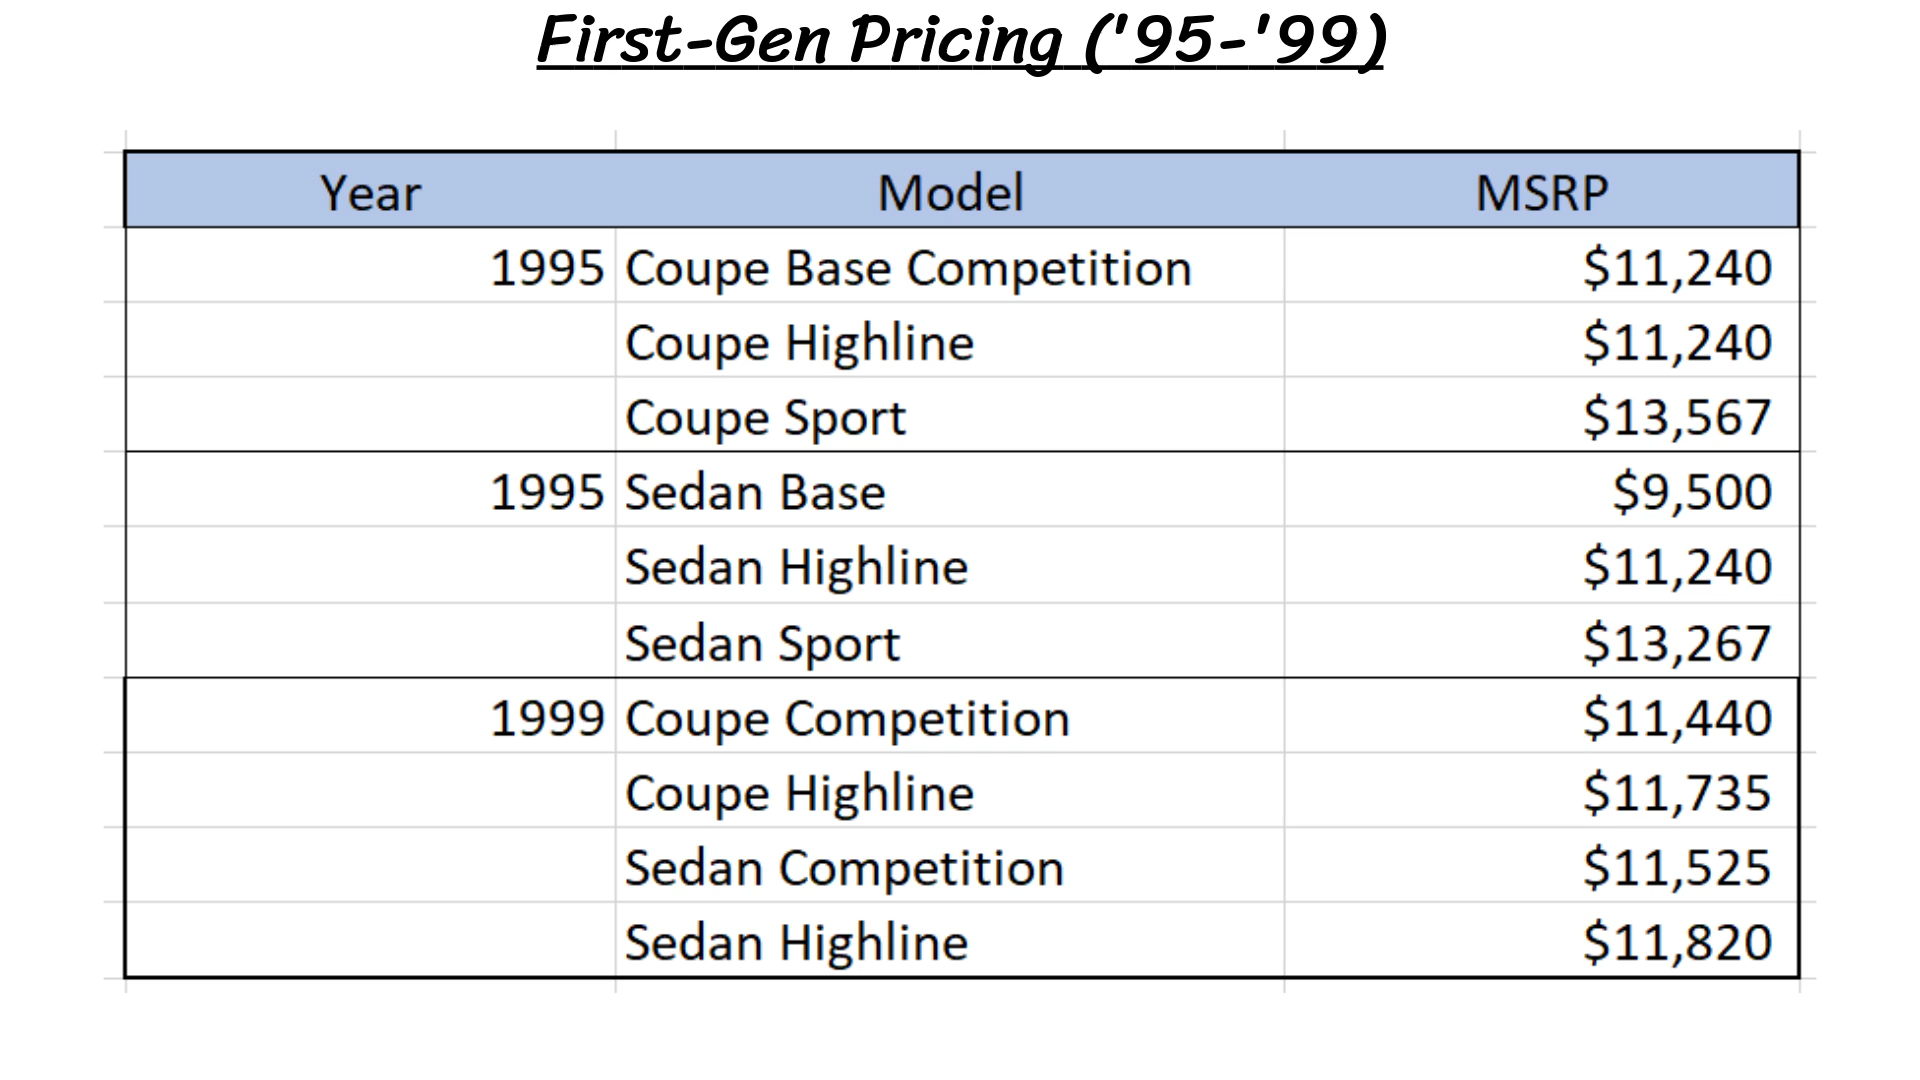 First-Gen Pricing ('95-'99)
Year Model MSRP
1995 Coupe Base Competition $11,240
Coupe Highline $11,240
Coupe Sport $13,567
1995 Sedan Base $9,500
Sedan Highline $11,240
Sedan Sport $13,267
1999 Coupe Competition $11,440
Coupe Highline $11,735
Sedan Competition $11,525
Sedan Highline $11,820